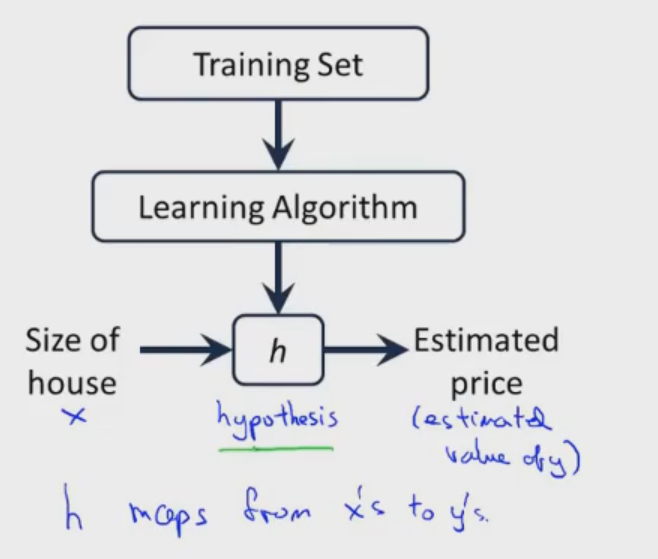 Training Set
Learning Algorithm
Size of
house
x
h
hypothesis
Estimated
price
(estimated
value of y)
h maps from x's to y's.